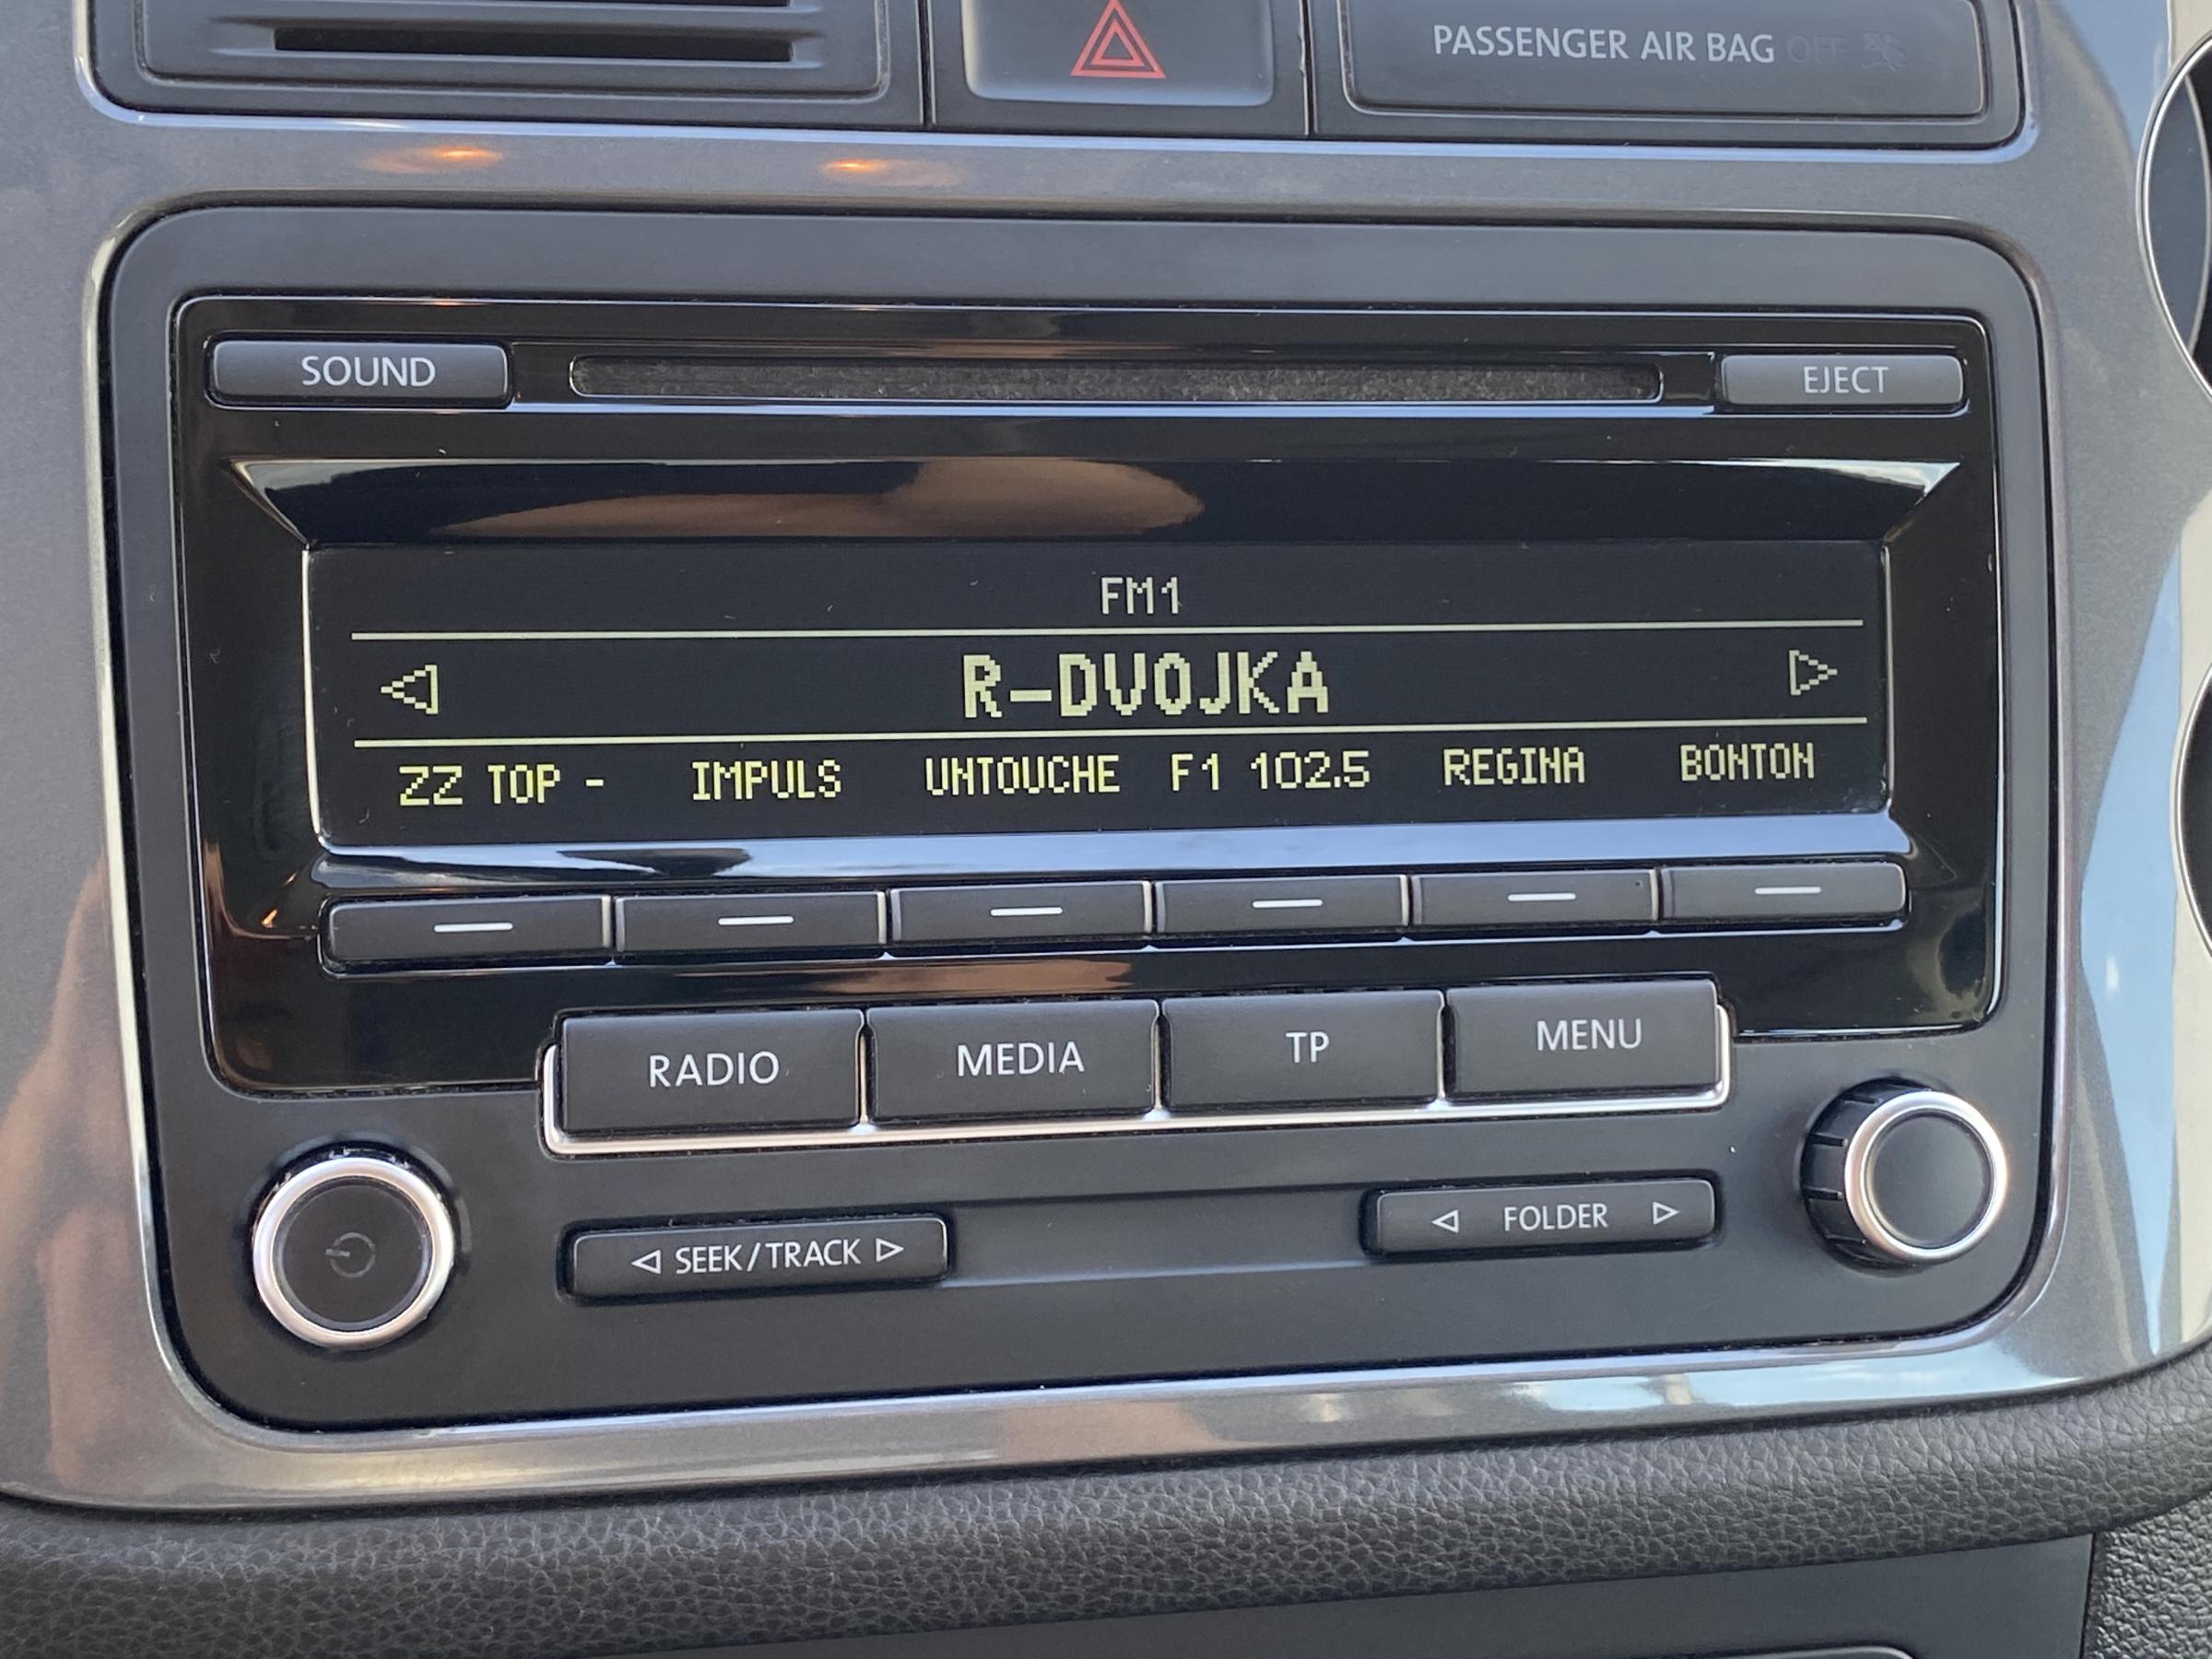 PASSENGER AIR BAG OFF
SOUND
EJECT
FM1
R-DVOJKA
ZZ TOP - IMPULS UNTOUCHE F1 102.5 REGINA BONTON
RADIO MEDIA TP MENU
SEEK/TRACK
FOLDER